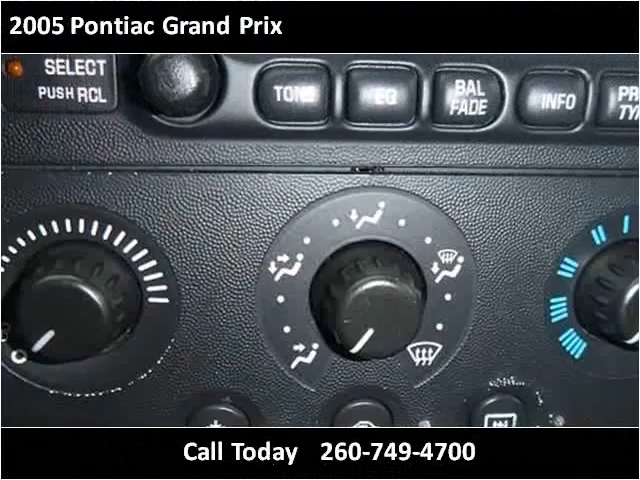 2005 Pontiac Grand Prix
SELECT
PUSH RCL
TONE
EQ
BAL
FADE
INFO
Call Today 260-749-4700